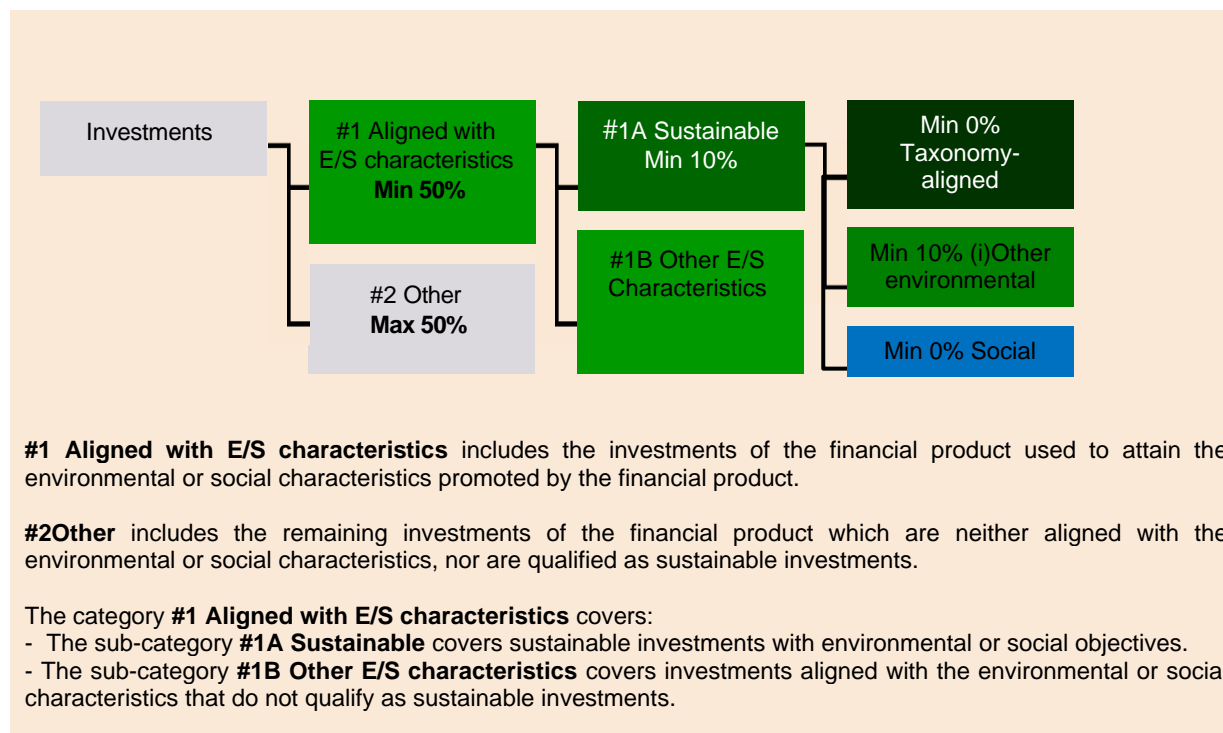 Investments
#1 Aligned with
E/S characteristics
Min 50%
#2 Other
Max 50%
#1A Sustainable
Min 10%
#1B Other E/S
Characteristics
Min 0%
Taxonomy-
aligned
Min 10% (i)Other
environmental
Min 0% Social
#1 Aligned with E/S characteristics includes the investments of the financial product used to attain the
environmental or social characteristics promoted by the financial product.
#2Other includes the remaining investments of the financial product which are neither aligned with the
environmental or social characteristics, nor are qualified as sustainable investments.
The category #1 Aligned with E/S characteristics covers:
- The sub-category #1A Sustainable covers sustainable investments with environmental or social objectives.
- The sub-category #1B Other E/S characteristics covers investments aligned with the environmental or social
characteristics that do not qualify as sustainable investments.